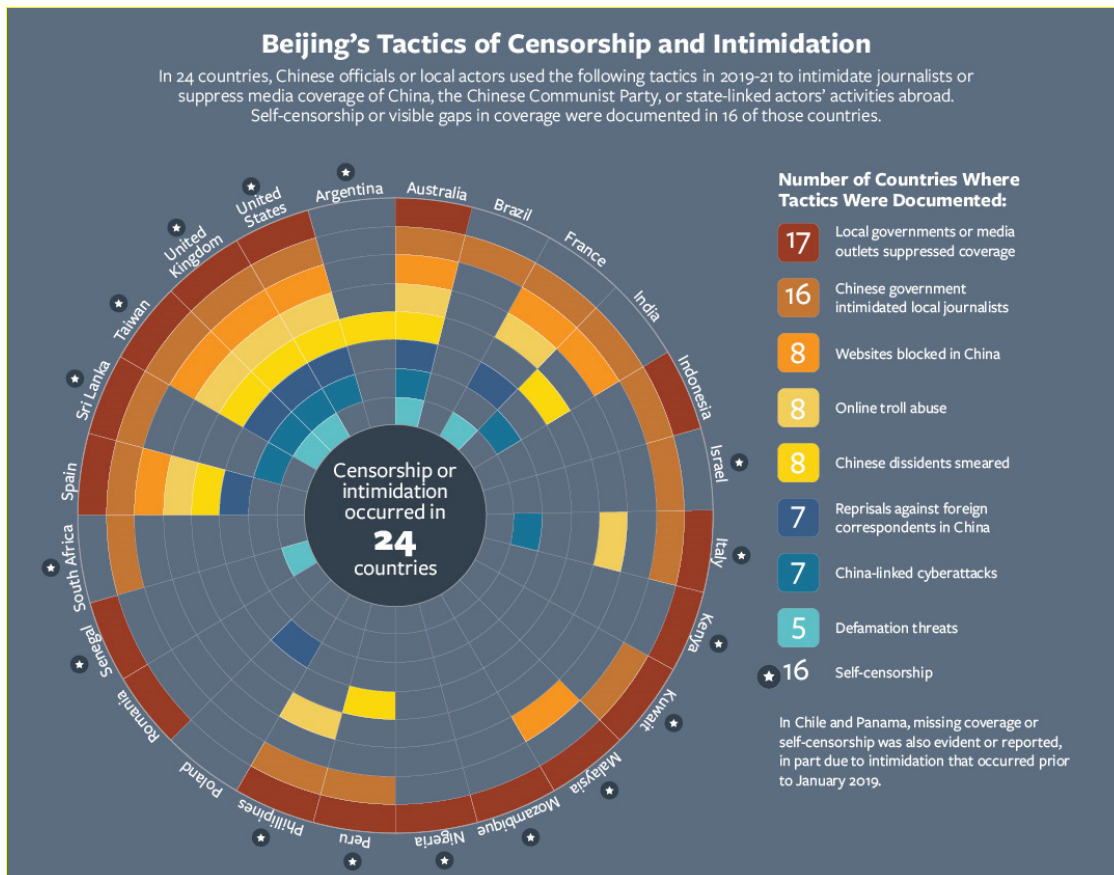 Beijing's Tactics of Censorship and Intimidation
In 24 countries, Chinese officials or local actors used the following tactics in 2019-21 to intimidate journalists or
suppress media coverage of China, the Chinese Communist Party, or state-linked actors' activities abroad.
Self-censorship or visible gaps in coverage were documented in 16 of those countries.
Argentina
Australia
Brazil
France
India
Indonesia
Israel
Italy
Kenya
Kuwait
Malaysia
Mozambique
Nigeria
Peru
Phillipines
Poland
Romania
Senegal
South Africa
Spain
Sri Lanka
Taiwan
United
Kingdom
United
States
Censorship or
intimidation
occurred in
24
countries
Number of Countries Where
Tactics Were Documented:
17 Local governments or media
outlets suppressed coverage
16 Chinese government
intimidated local journalists
8 Websites blocked in China
8 Online troll abuse
8 Chinese dissidents smeared
7 Reprisals against foreign
correspondents in China
7 China-linked cyberattacks
5 Defamation threats
16 Self-censorship
In Chile and Panama, missing coverage or
self-censorship was also evident or reported,
in part due to intimidation that occurred prior
to January 2019.